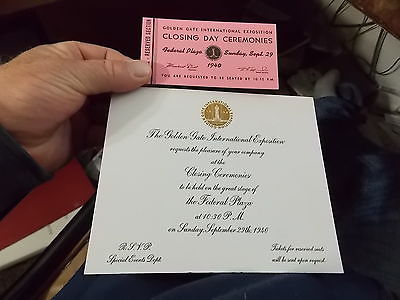 RESERVED SECTION
GOLDEN GATE INTERNATIONAL EXPOSITION
CLOSING DAY CEREMONIES
Federal Plaza Sunday, Sept. 29
1940
YOU ARE REQUESTED TO BE SEATED BY 10:15 PM
The Golden Gate International Exposition
requests the pleasure of your company
at the
Closing Ceremonies
to be held on the great stage of
the Federal Plaza
at 10:30 P.M.
on Sunday, September 29th, 1940
R.S.V.P.
Special Events Dept.
Tickets for reserved seats
will be sent upon request.